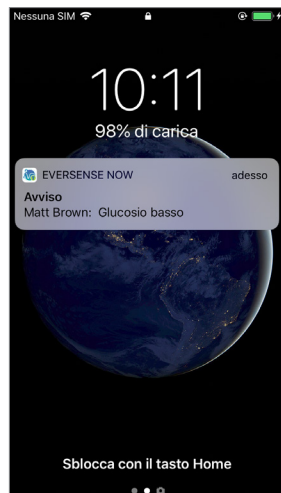 Nessuna SIM
10:11
98% di carica
EVERSENSE NOW adesso
Avviso
Matt Brown: Glucosio basso
Sblocca con il tasto Home